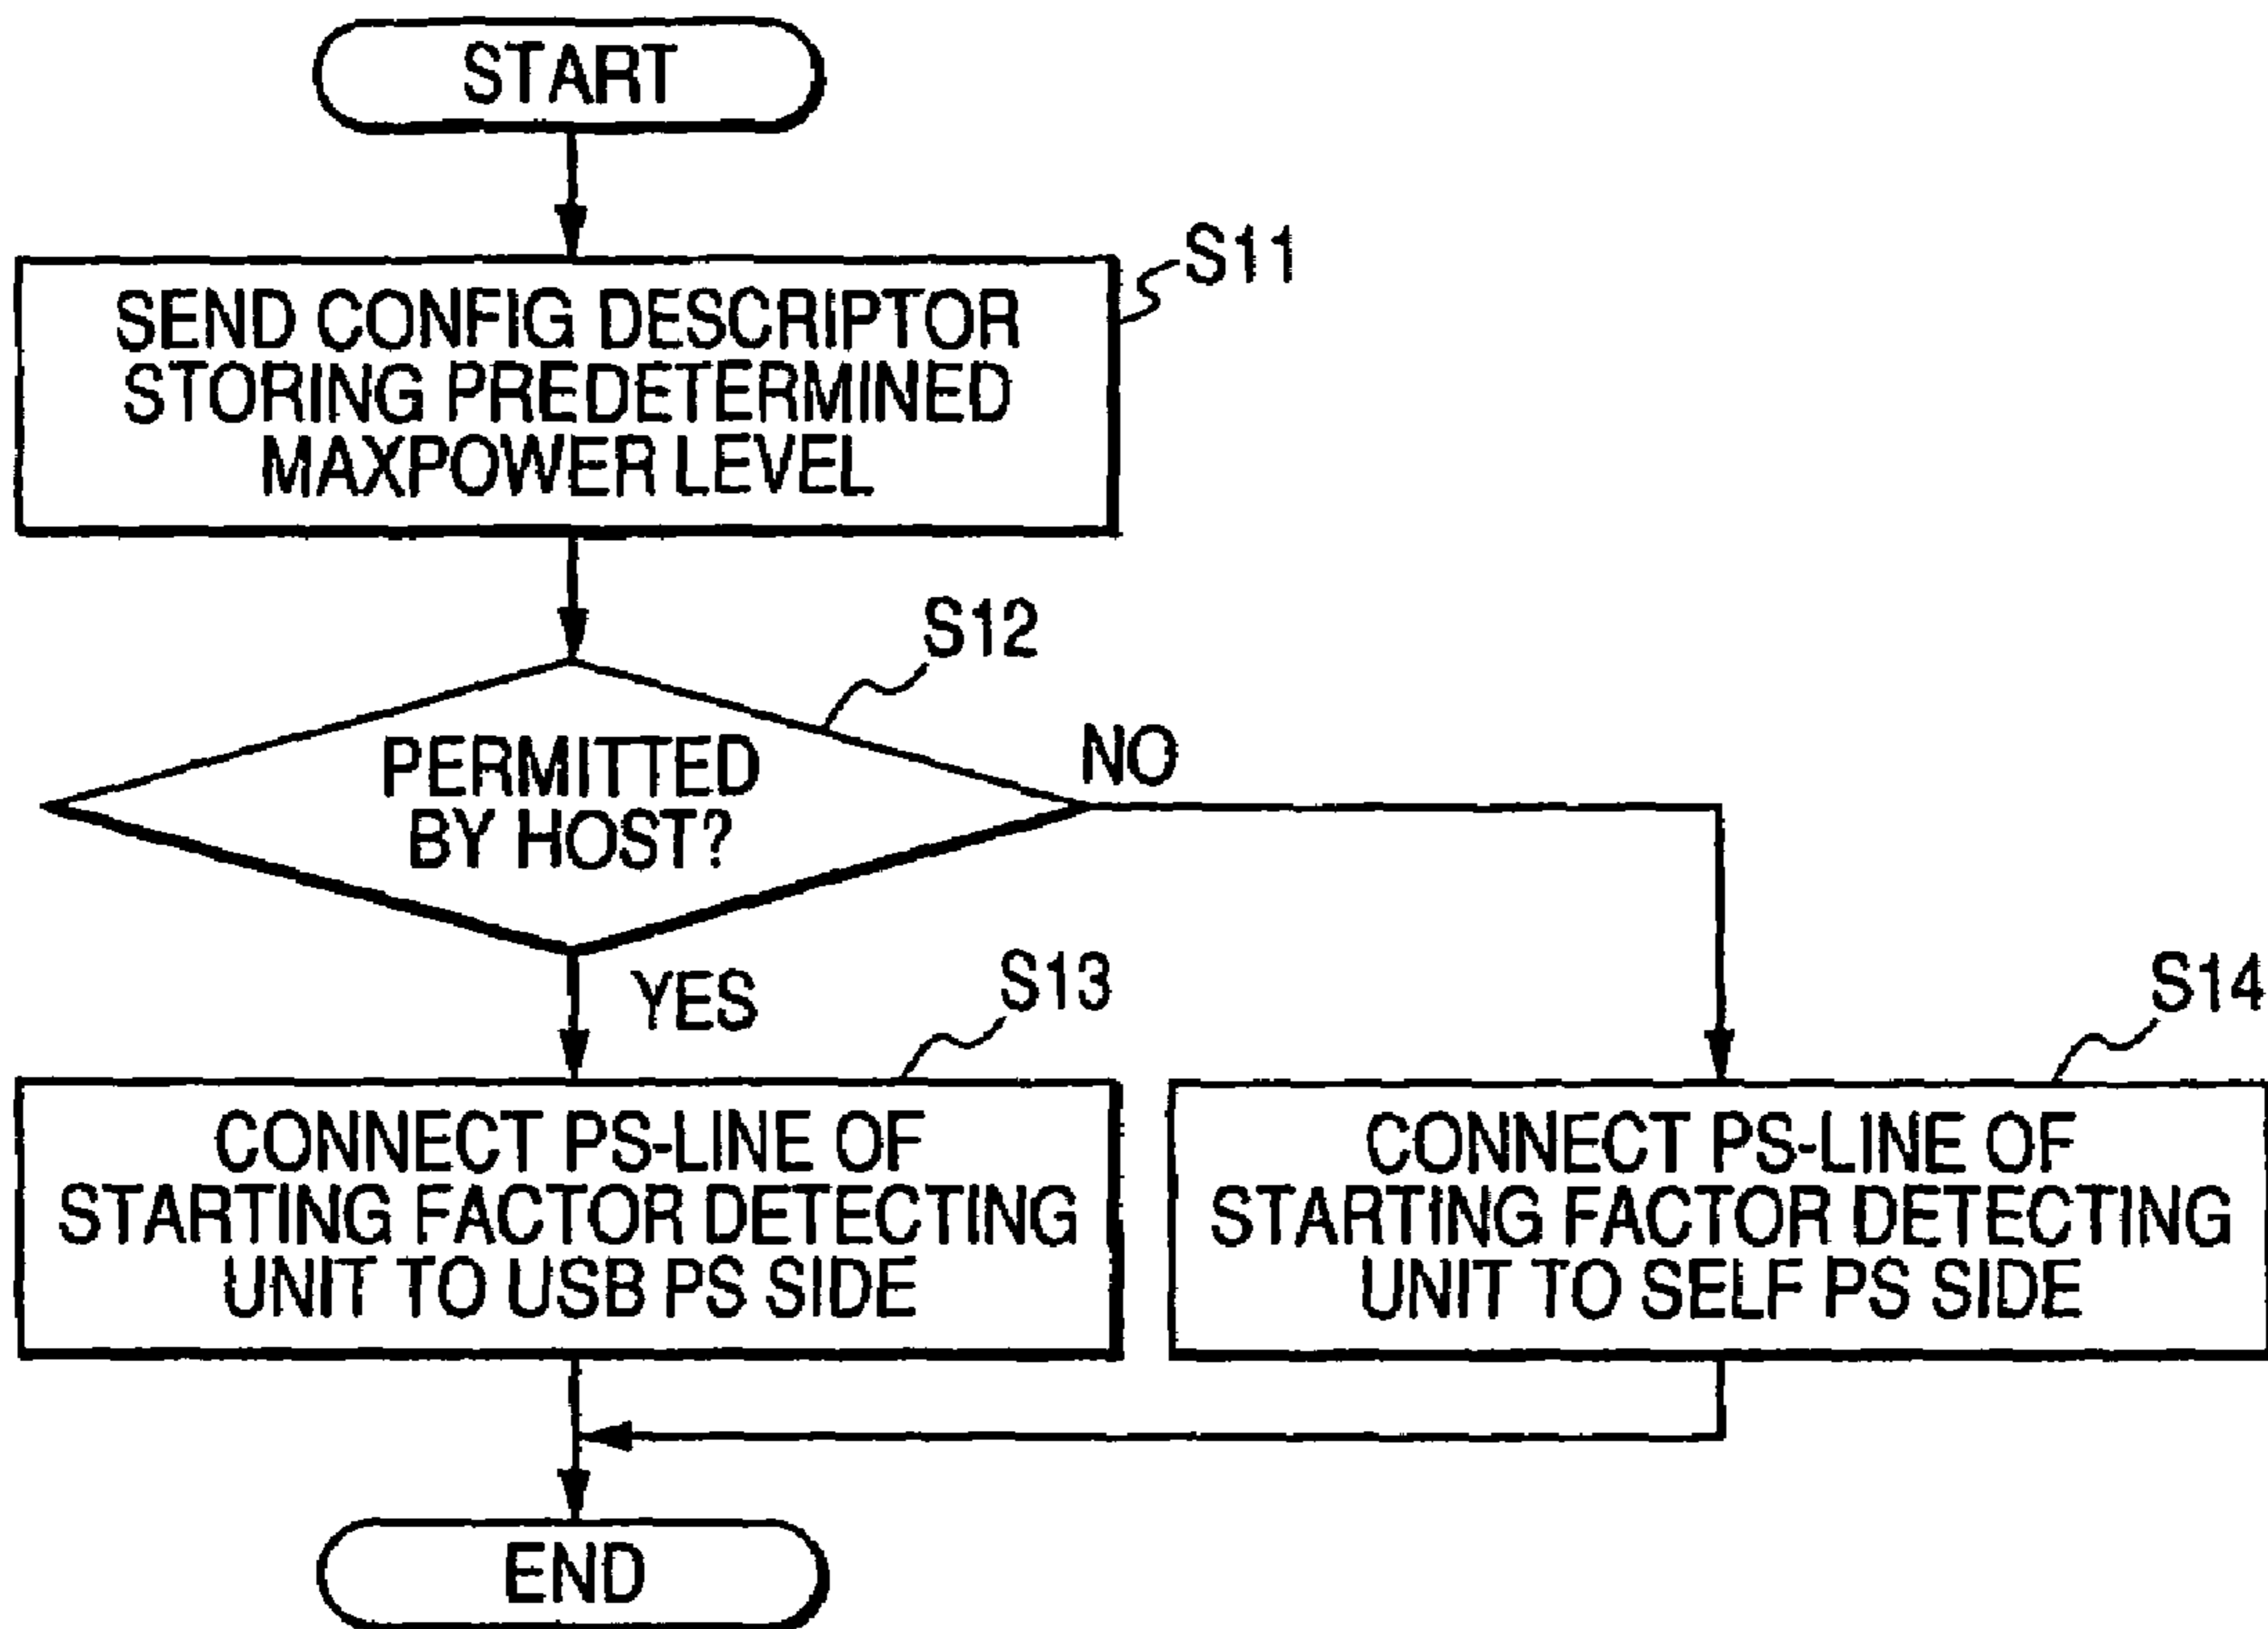 START
S11
SEND CONFIG DESCRIPTOR
STORING PREDETERMINED
MAXPOWER LEVEL
S12
PERMITTED
BY HOST?
NO
YES
S13
CONNECT PS-LINE OF
STARTING FACTOR DETECTING
UNIT TO USB PS SIDE
S14
CONNECT PS-LINE OF
STARTING FACTOR DETECTING
UNIT TO SELF PS SIDE
END